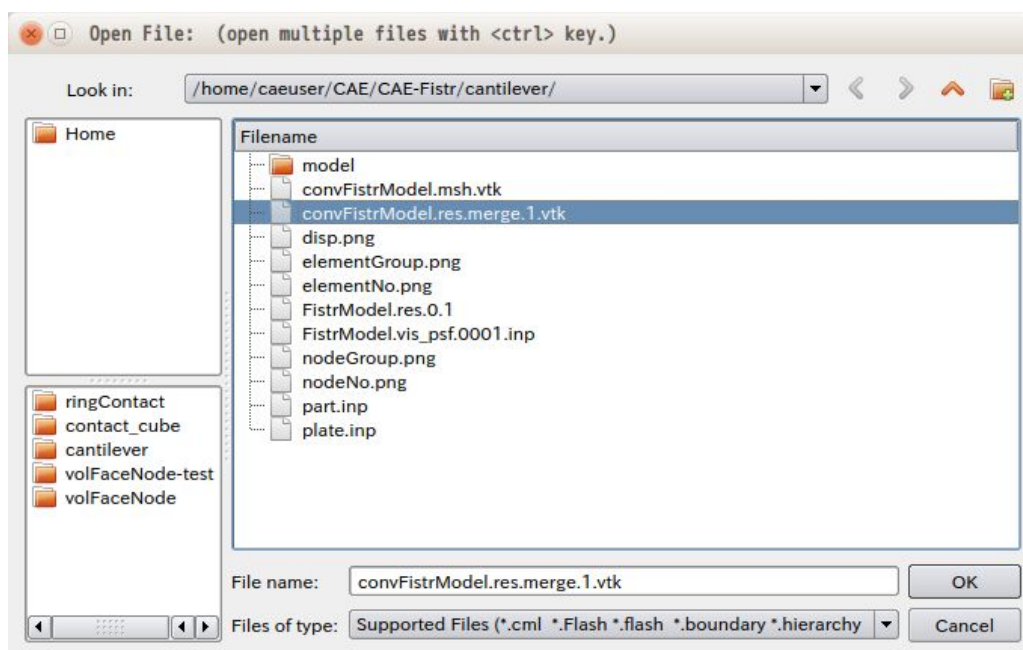 Open File:  (open multiple files with <ctrl> key.)
Look in:
/home/caeuser/CAE/CAE-Fistr/cantilever/
Home
Filename
model
convFistrModel.msh.vtk
convFistrModel.res.merge.1.vtk
disp.png
elementGroup.png
elementNo.png
FistrModel.res.0.1
FistrModel.vis_psf.0001.inp
nodeGroup.png
nodeNo.png
part.inp
plate.inp
ringContact
contact_cube
cantilever
volFaceNode-test
volFaceNode
File name:
convFistrModel.res.merge.1.vtk
OK
Files of type:
Supported Files (*.cml *.Flash *.flash *.boundary *.hierarchy
Cancel